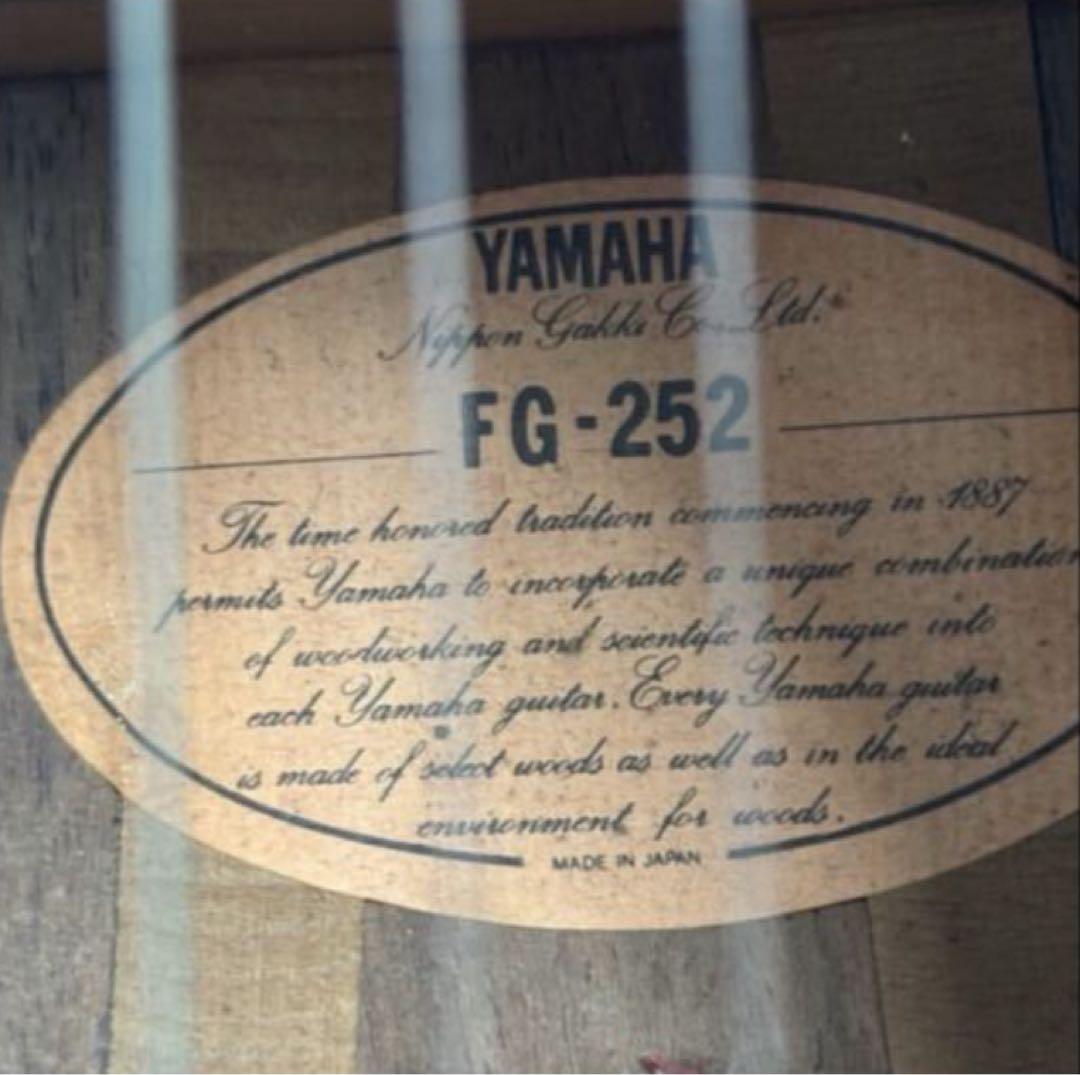 YAMAHA
Nippon Gakki Co. Ltd.
FG-252
The time honored tradition commencing in 1887
permits Yamaha to incorporate a unique combination
of woodworking and scientific technique into
each Yamaha guitar. Every Yamaha guitar
is made of select woods as well as in the ideal
environment for woods.
MADE IN JAPAN